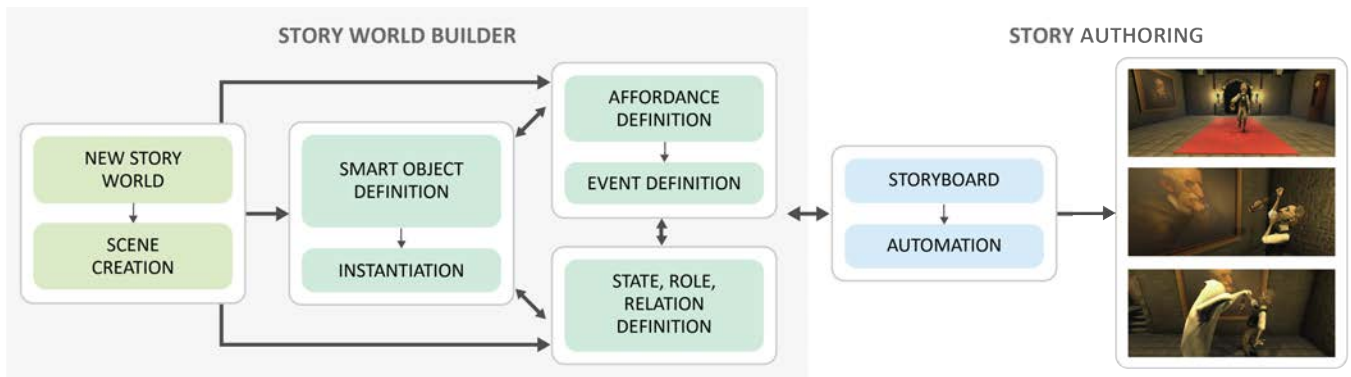 STORY WORLD BUILDER
STORY AUTHORING
NEW STORY
WORLD
SCENE
CREATION
SMART OBJECT
DEFINITION
INSTANTIATION
AFFORDANCE
DEFINITION
EVENT DEFINITION
STATE, ROLE,
RELATION
DEFINITION
STORYBOARD
AUTOMATION